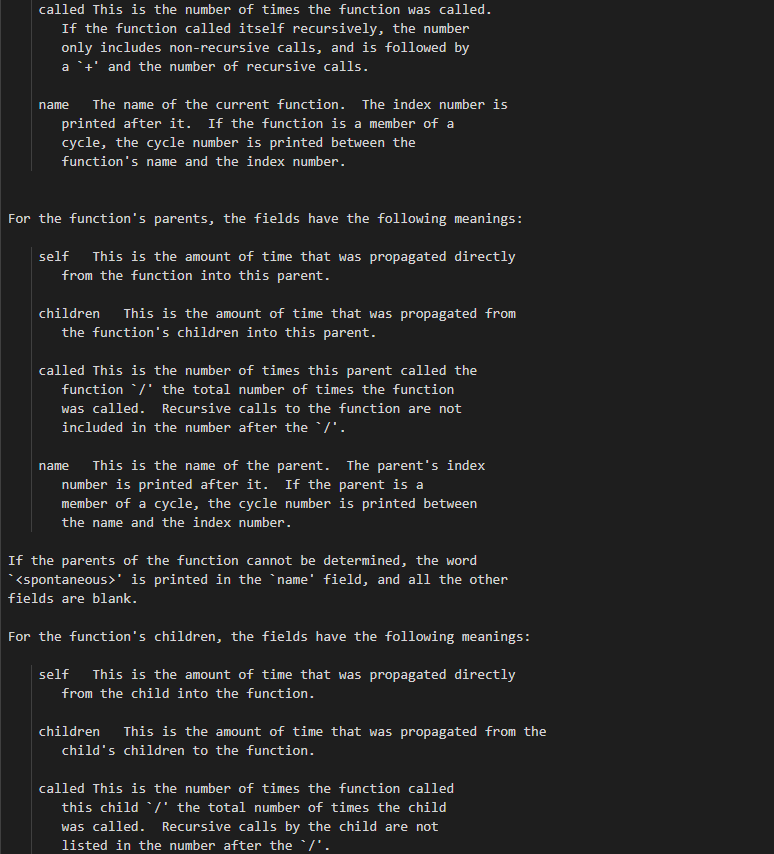 called This is the number of times the function was called.
If the function called itself recursively, the number
only includes non-recursive calls, and is followed by
a `+' and the number of recursive calls.
name   The name of the current function.  The index number is
printed after it.  If the function is a member of a
cycle, the cycle number is printed between the
function's name and the index number.
For the function's parents, the fields have the following meanings:
self   This is the amount of time that was propagated directly
from the function into this parent.
children   This is the amount of time that was propagated from
the function's children into this parent.
called This is the number of times this parent called the
function `/' the total number of times the function
was called.  Recursive calls to the function are not
included in the number after the `/'.
name   This is the name of the parent.  The parent's index
number is printed after it.  If the parent is a
member of a cycle, the cycle number is printed between
the name and the index number.
If the parents of the function cannot be determined, the word
`<spontaneous>' is printed in the `name' field, and all the other
fields are blank.
For the function's children, the fields have the following meanings:
self   This is the amount of time that was propagated directly
from the child into the function.
children   This is the amount of time that was propagated from the
child's children to the function.
called This is the number of times the function called
this child `/' the total number of times the child
was called.  Recursive calls by the child are not
listed in the number after the `/'.